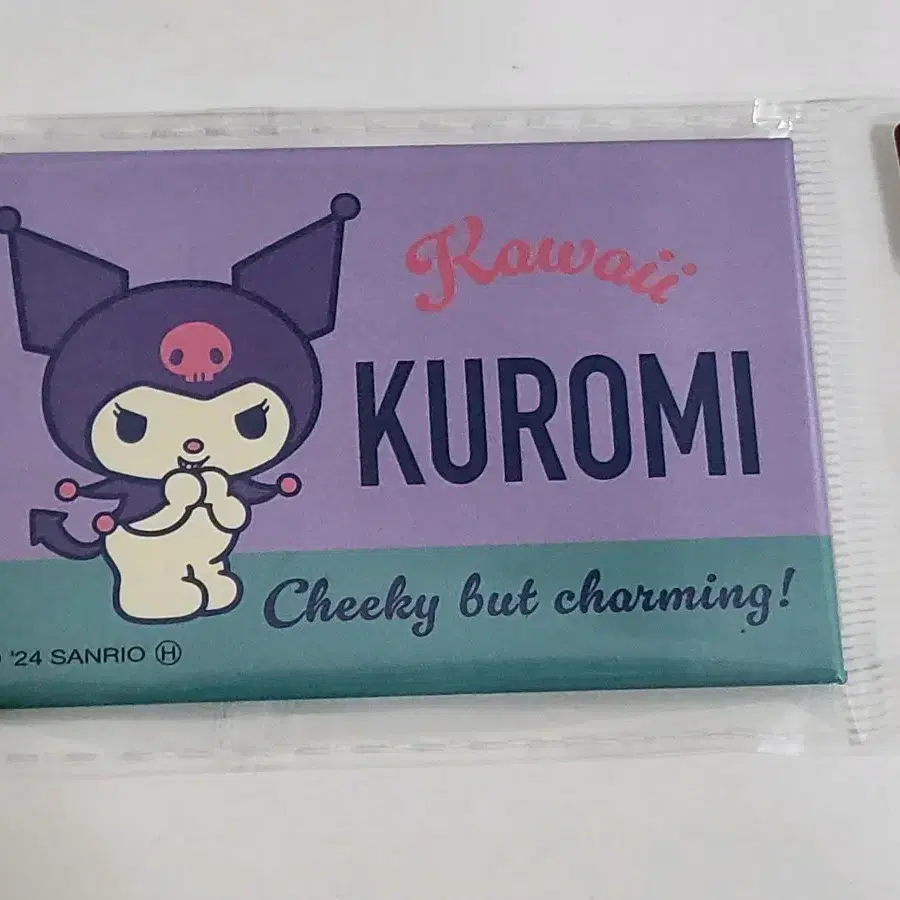 Kawaii
KUROMI
Cheeky but charming!
'24 SANRIO Ⓗ